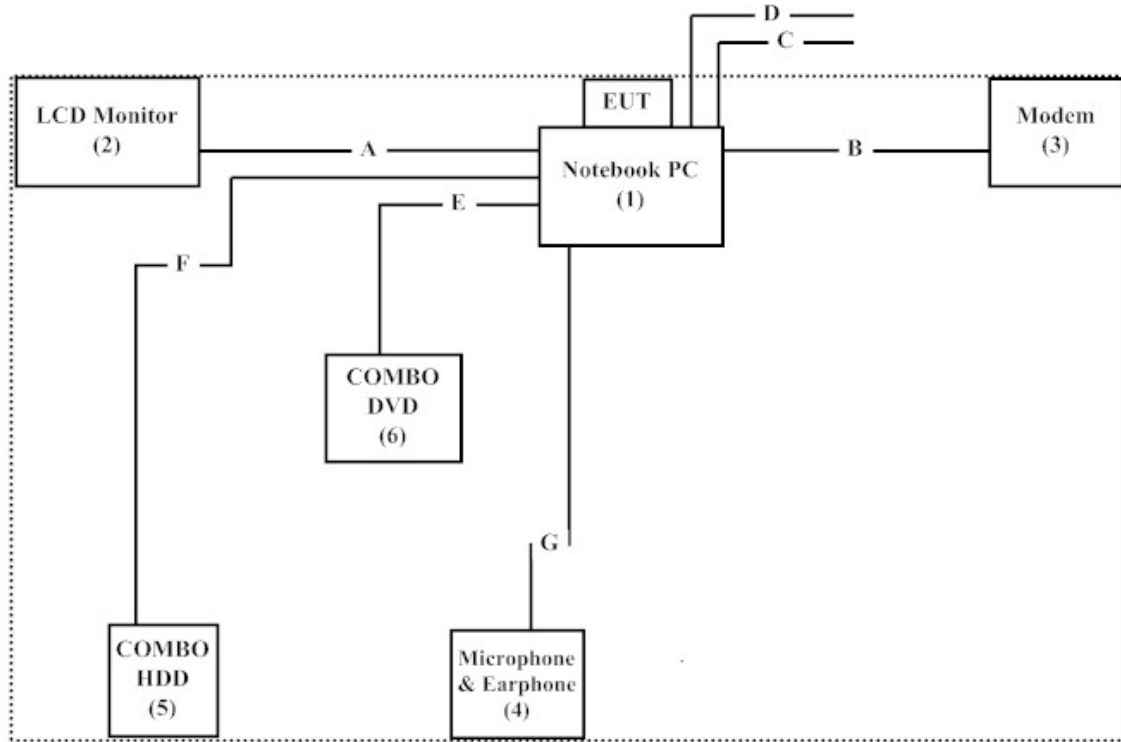 D
C
EUT
LCD Monitor
(2)
A
Notebook PC
(1)
B
Modem
(3)
E
F
COMBO
DVD
(6)
G
COMBO
HDD
(5)
Microphone
& Earphone
(4)